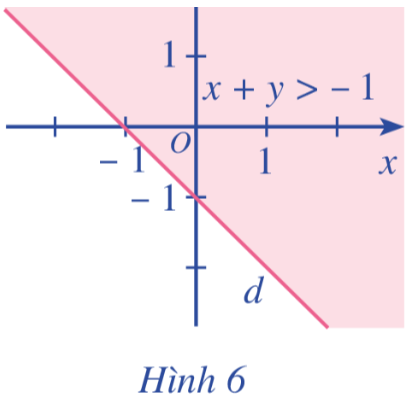 1
x + y > – 1
O
– 1
1
x
– 1
d
Hình 6